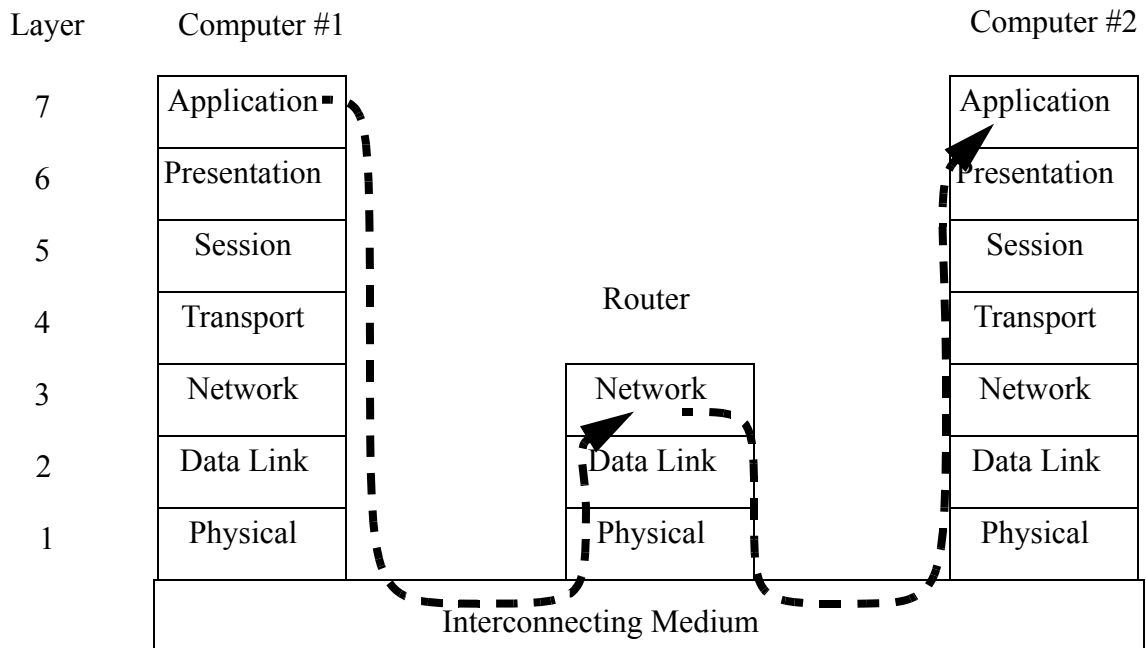 Layer Computer #1 Computer #2
7 Application Application
6 Presentation Presentation
5 Session Session
4 Transport Router Transport
3 Network Network Network
2 Data Link Data Link Data Link
1 Physical Physical Physical
Interconnecting Medium